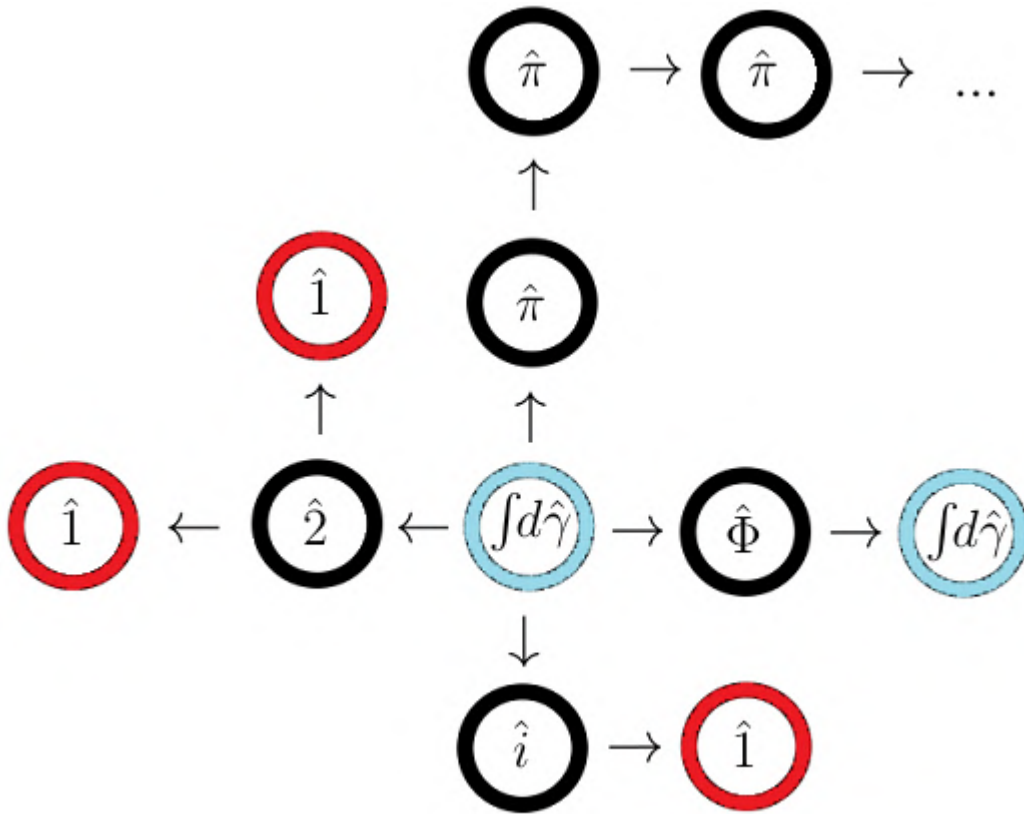 π̂ → π̂ → ...
↑
1̂ π̂
↑ ↑
1̂ ← 2̂ ← ∫dγ̂ → Φ̂ → ∫dγ̂
↓
î → 1̂